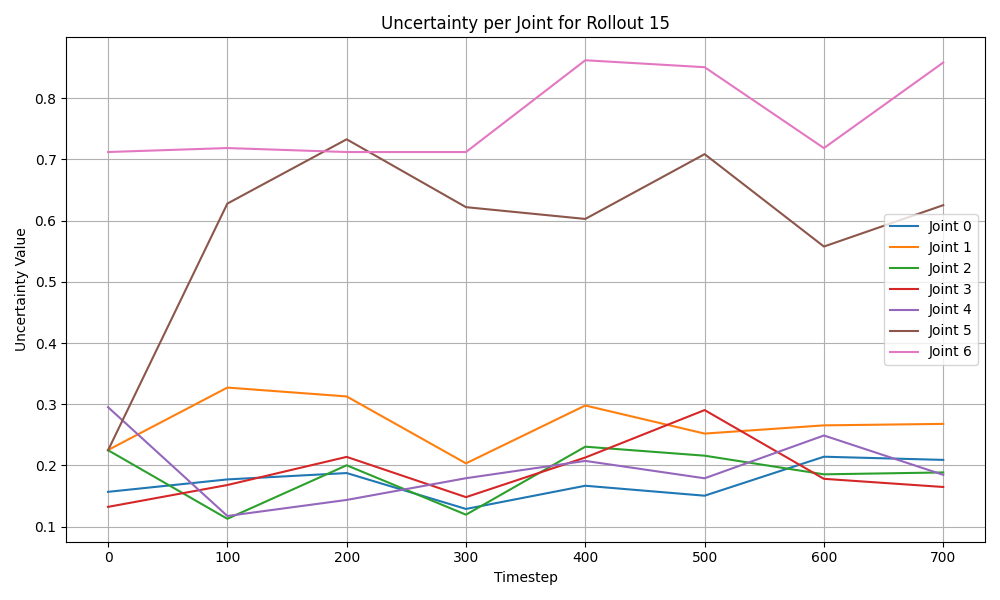 Uncertainty per Joint for Rollout 15
Uncertainty Value
0.8
0.7
0.6
0.5
0.4
0.3
0.2
0.1
Joint 0
Joint 1
Joint 2
Joint 3
Joint 4
Joint 5
Joint 6
0 100 200 300 400 500 600 700
Timestep